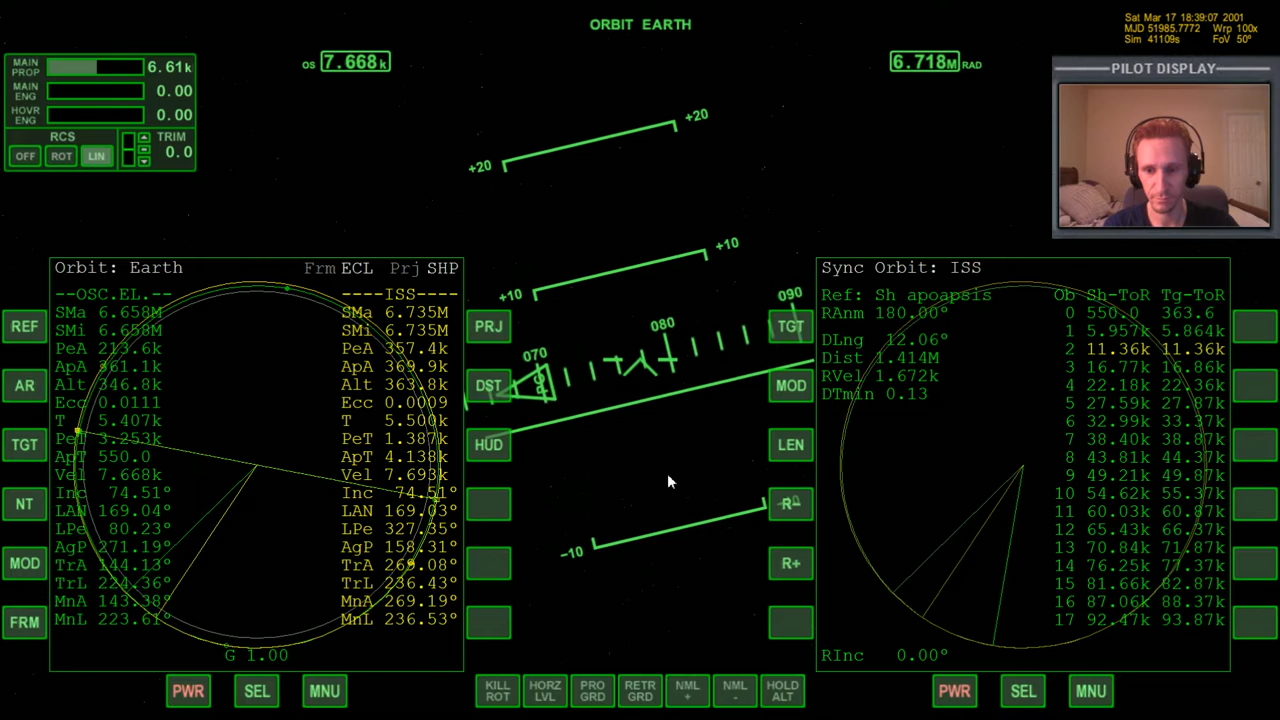 ORBIT EARTH
Sat Mar 17 18:39:07 2001
MJD 51985.7772 Wrp 100x
Sim 41109s FoV 50°
OS 7.668k
6.718M RAD
MAIN PROP 6.61k
MAIN ENG 0.00
HOVR ENG 0.00
RCS TRIM
OFF ROT LIN 0.0
PILOT DISPLAY
+20 +20
+10 +10
070 080 090
-10
Orbit: Earth Frm ECL Prj SHP
--OSC.EL.-- ----ISS----
SMa 6.658M SMa 6.735M
SMi 6.658M SMi 6.735M
PeA 213.6k PeA 357.4k
ApA 361.1k ApA 369.9k
Alt 346.8k Alt 363.8k
Ecc 0.0111 Ecc 0.0009
T 5.407k T 5.500k
PeT 3.253k PeT 1.387k
ApT 550.0 ApT 4.138k
Vel 7.668k Vel 7.693k
Inc 74.51° Inc 74.51°
LAN 169.04° LAN 169.03°
LPe 80.23° LPe 327.35°
AgP 271.19° AgP 158.31°
TrA 144.13° TrA 269.08°
TrL 224.36° TrL 236.43°
MnA 143.38° MnA 269.19°
MnL 223.61° MnL 236.53°
G 1.00
REF
AR
TGT
NT
MOD
FRM
PRJ
DST
HUD
PWR SEL MNU
Sync Orbit: ISS
Ref: Sh apoapsis
RAnm 180.00°
DLng 12.06°
Dist 1.414M
RVel 1.672k
DTmin 0.13
Ob Sh-ToR Tg-ToR
0 550.0 363.6
1 5.957k 5.864k
2 11.36k 11.36k
3 16.77k 16.86k
4 22.18k 22.36k
5 27.59k 27.87k
6 32.99k 33.37k
7 38.40k 38.87k
8 43.81k 44.37k
9 49.21k 49.87k
10 54.62k 55.37k
11 60.03k 60.87k
12 65.43k 66.37k
13 70.84k 71.87k
14 76.25k 77.37k
15 81.66k 82.87k
16 87.06k 88.37k
17 92.47k 93.87k
RInc 0.00°
TGT
MOD
LEN
R-
R+
PWR SEL MNU
KILL ROT
HORZ LVL
PRO GRD
RETR GRD
NML +
NML -
HOLD ALT